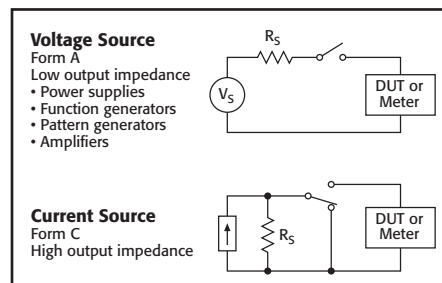 Voltage Source
Form A
Low output impedance
• Power supplies
• Function generators
• Pattern generators
• Amplifiers
RS
VS
DUT or
Meter
Current Source
Form C
High output impedance
RS
DUT or
Meter